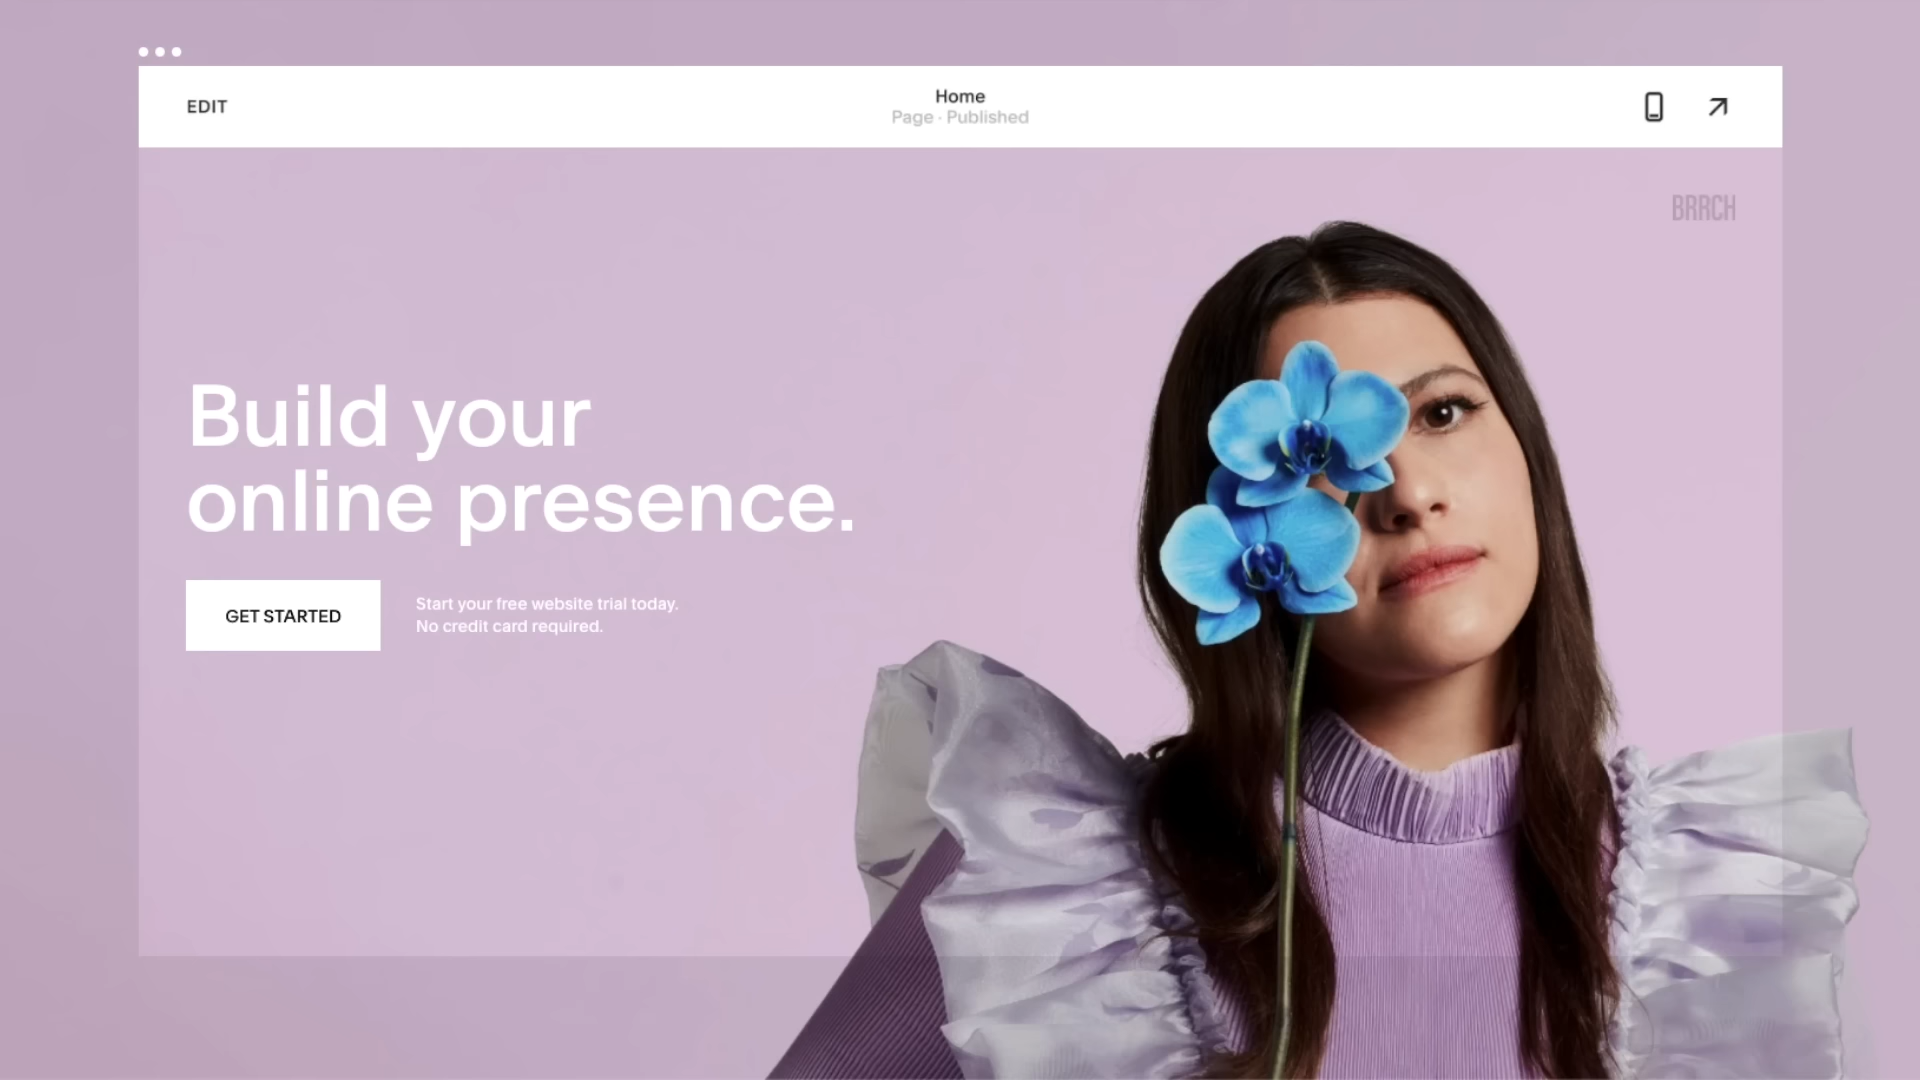 EDIT
Home
Page · Published
BRRCH
Build your
online presence.
GET STARTED
Start your free website trial today.
No credit card required.